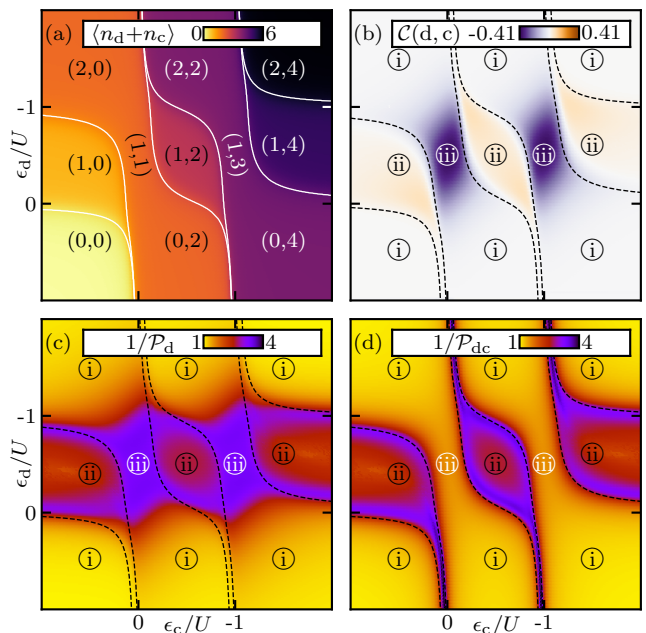 (a) ⟨n_d+n_c⟩ 0 6
(b) 𝒞(d, c) -0.41 0.41
(2,0) (2,2) (2,4)
ⓘ ⓘ
-1
(1,1) (1,4)
(1,0) (1,2) (1,3)
ϵ_d/U
ⓘⓘ ⓘⓘⓘ ⓘⓘ ⓘⓘⓘ ⓘⓘ
0
(0,0) (0,2) (0,4)
ⓘ ⓘ ⓘ
(c) 1/𝒫_d 1 4
(d) 1/𝒫_dc 1 4
ⓘ ⓘ ⓘ ⓘ
-1
ii iii ii iii ii
ii iii ii iii ii
ϵ_d/U
0
ⓘ ⓘ ⓘ ⓘ
0 ϵ_c/U -1
0 ϵ_c/U -1